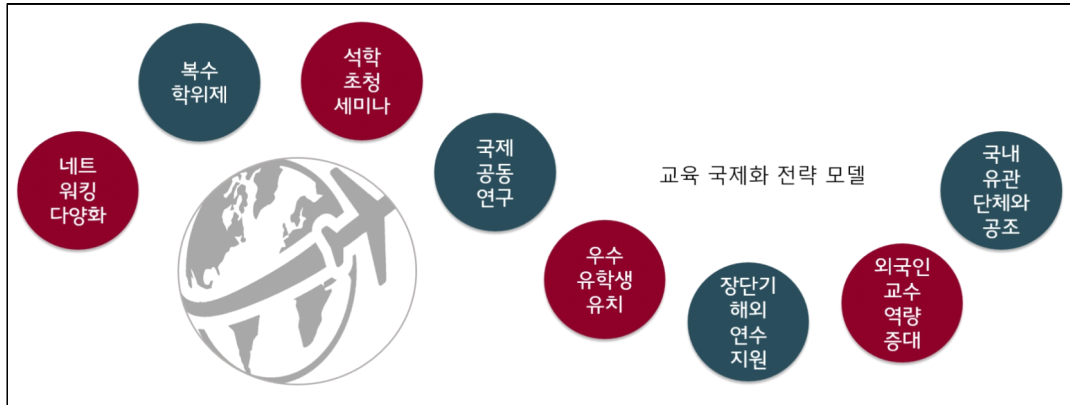 네트
워킹
다양화
복수
학위제
석학
초청
세미나
국제
공동
연구
우수
유학생
유치
교육 국제화 전략 모델
장단기
해외
연수
지원
외국인
교수
역량
증대
국내
유관
단체와
공조